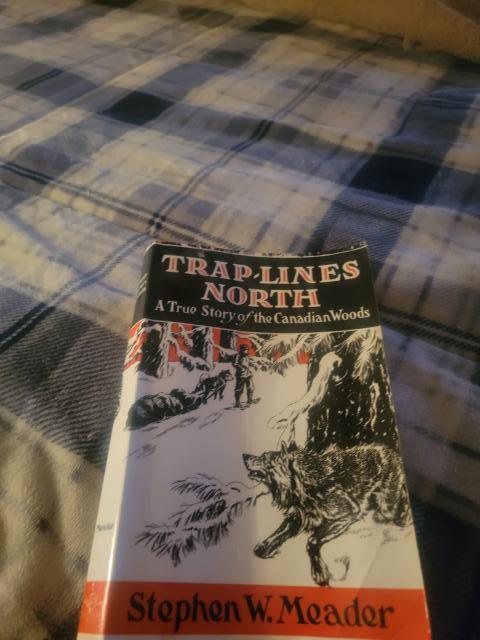 TRAP-LINES
NORTH
A True Story of the Canadian Woods
Stephen W. Meader